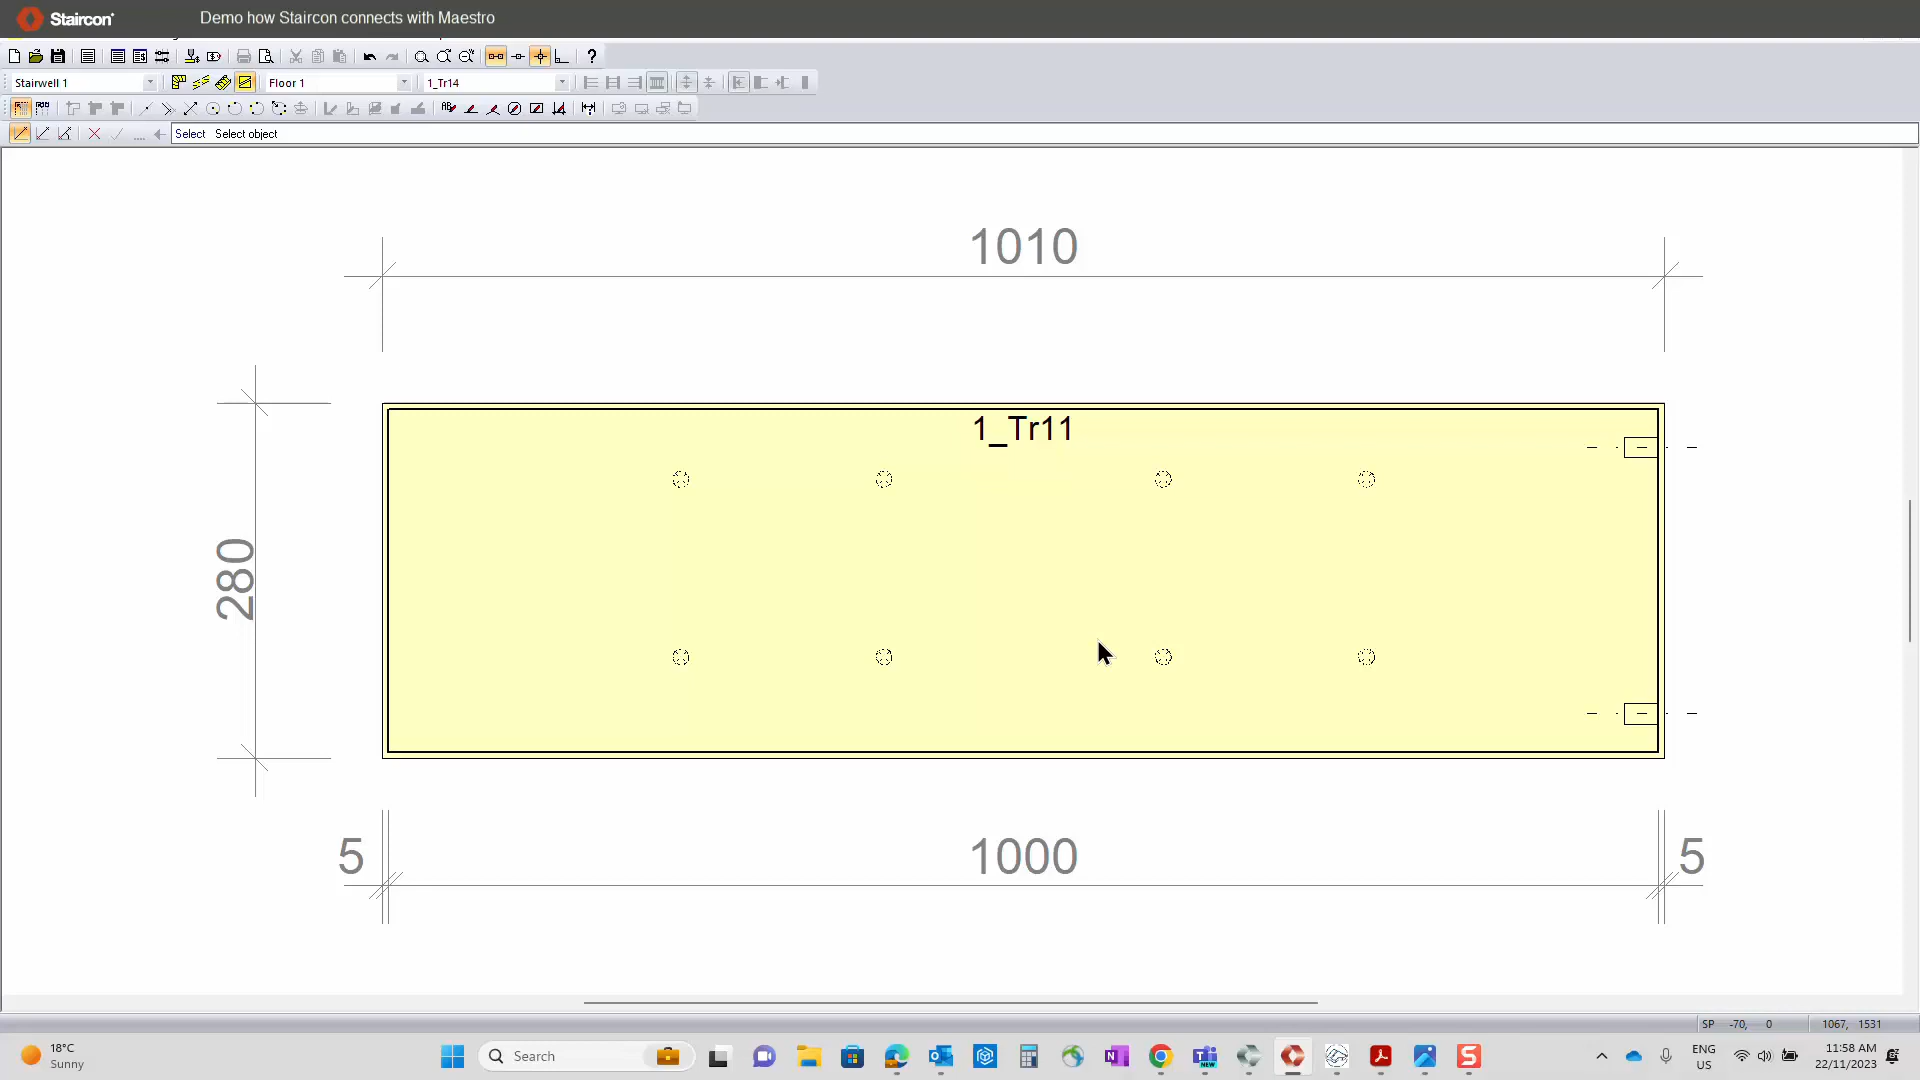 Staircon
Demo how Staircon connects with Maestro
Stairwell 1
Floor 1
1_Tr14
Select Select object
1010
1_Tr11
280
5
1000
5
SP -70, 0
1067, 1531
18°C
Sunny
Search
NEW
ENG
US
11:58 AM
22/11/2023